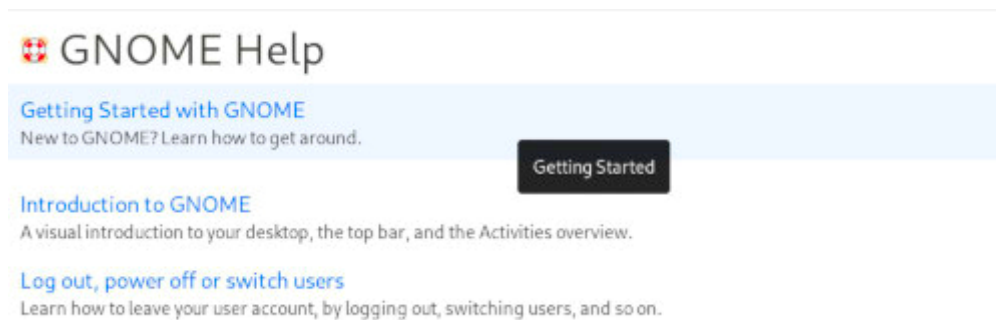 GNOME Help
Getting Started with GNOME
New to GNOME? Learn how to get around.
Getting Started
Introduction to GNOME
A visual introduction to your desktop, the top bar, and the Activities overview.
Log out, power off or switch users
Learn how to leave your user account, by logging out, switching users, and so on.